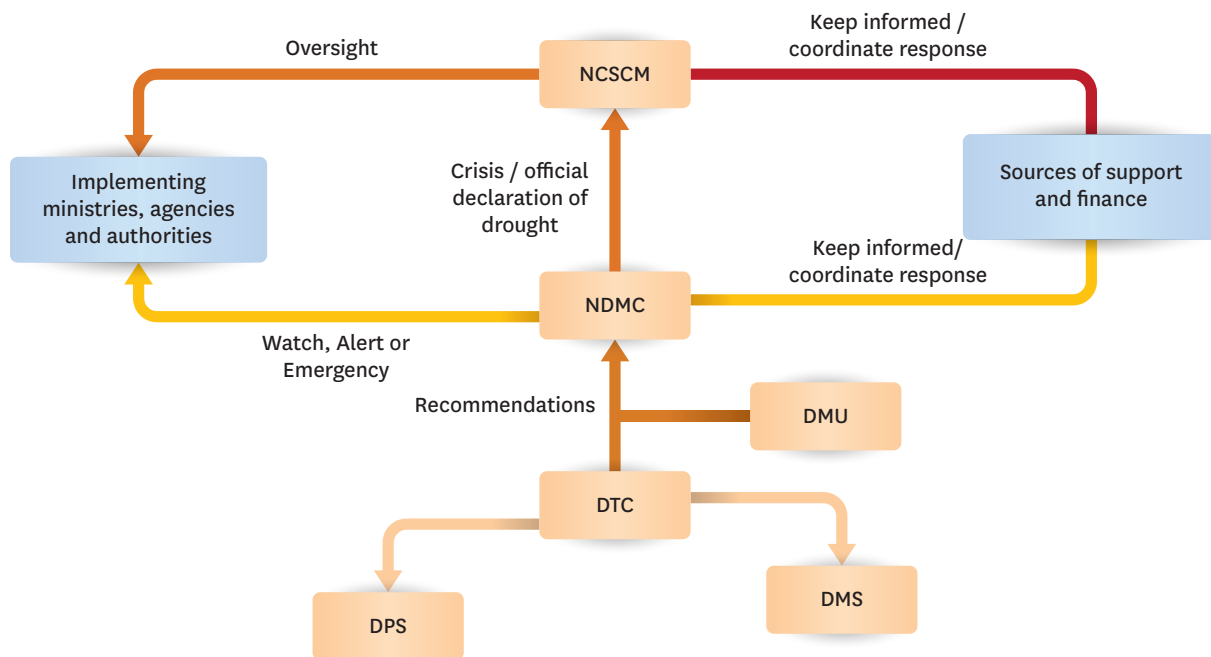 Oversight
NCSCM
Keep informed /
coordinate response
Implementing
ministries, agencies
and authorities
Crisis / official
declaration of
drought
Sources of support
and finance
Keep informed/
coordinate response
NDMC
Watch, Alert or
Emergency
Recommendations
DMU
DTC
DPS
DMS